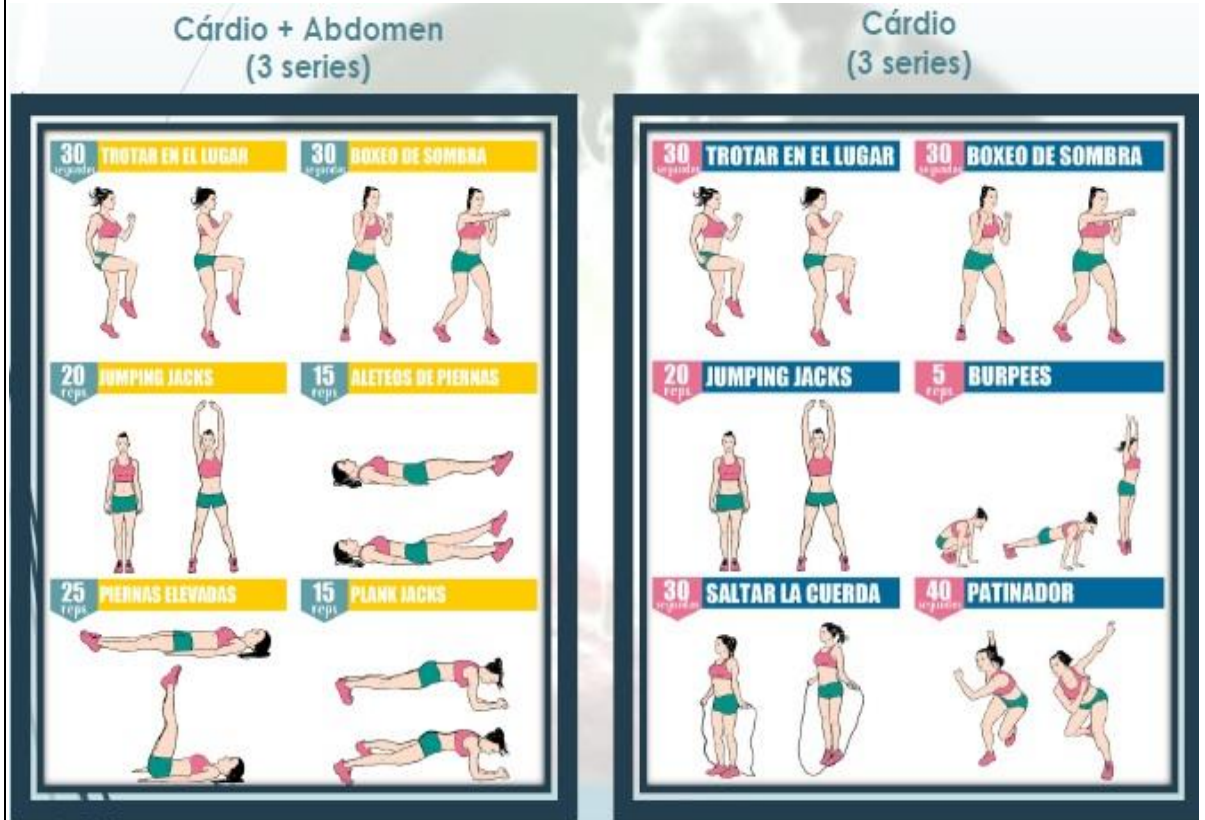 Cárdio + Abdomen
(3 series)
30 segundos TROTAR EN EL LUGAR
30 segundos BOXEO DE SOMBRA
20 reps JUMPING JACKS
15 reps ALETEOS DE PIERNAS
25 reps PIERNAS ELEVADAS
15 reps PLANK JACKS
Cárdio
(3 series)
30 segundos TROTAR EN EL LUGAR
30 segundos BOXEO DE SOMBRA
20 reps JUMPING JACKS
5 reps BURPEES
30 segundos SALTAR LA CUERDA
40 segundos PATINADOR